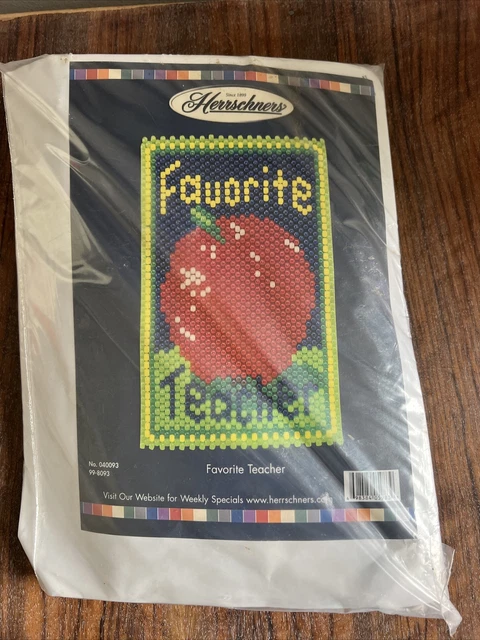 Since 1899
Herrschners
Favorite
Teacher
No. 040093
99-8093
Favorite Teacher
Visit Our Website for Weekly Specials www.herrschners.com